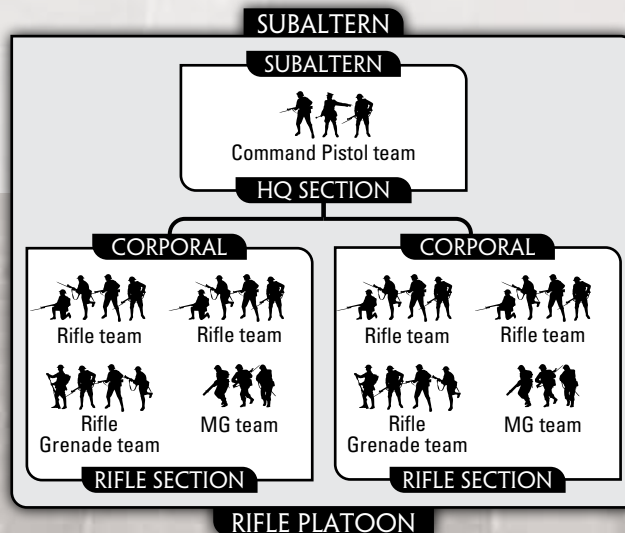 SUBALTERN
SUBALTERN
Command Pistol team
HQ SECTION
CORPORAL
Rifle team
Rifle team
Rifle
Grenade team
MG team
RIFLE SECTION
CORPORAL
Rifle team
Rifle team
Rifle
Grenade team
MG team
RIFLE SECTION
RIFLE PLATOON